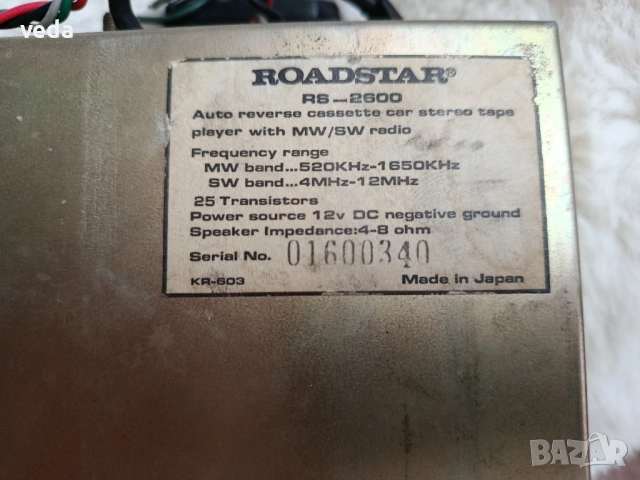 veda
ROADSTAR®
RS-2600
Auto reverse cassette car stereo tape
player with MW/SW radio
Frequency range
MW band...520KHz-1650KHz
SW band...4MHz-12MHz
25 Transistors
Power source 12v DC negative ground
Speaker Impedance:4-8 ohm
Serial No. 01600340
KR-603 Made in Japan
BAZAR
bg